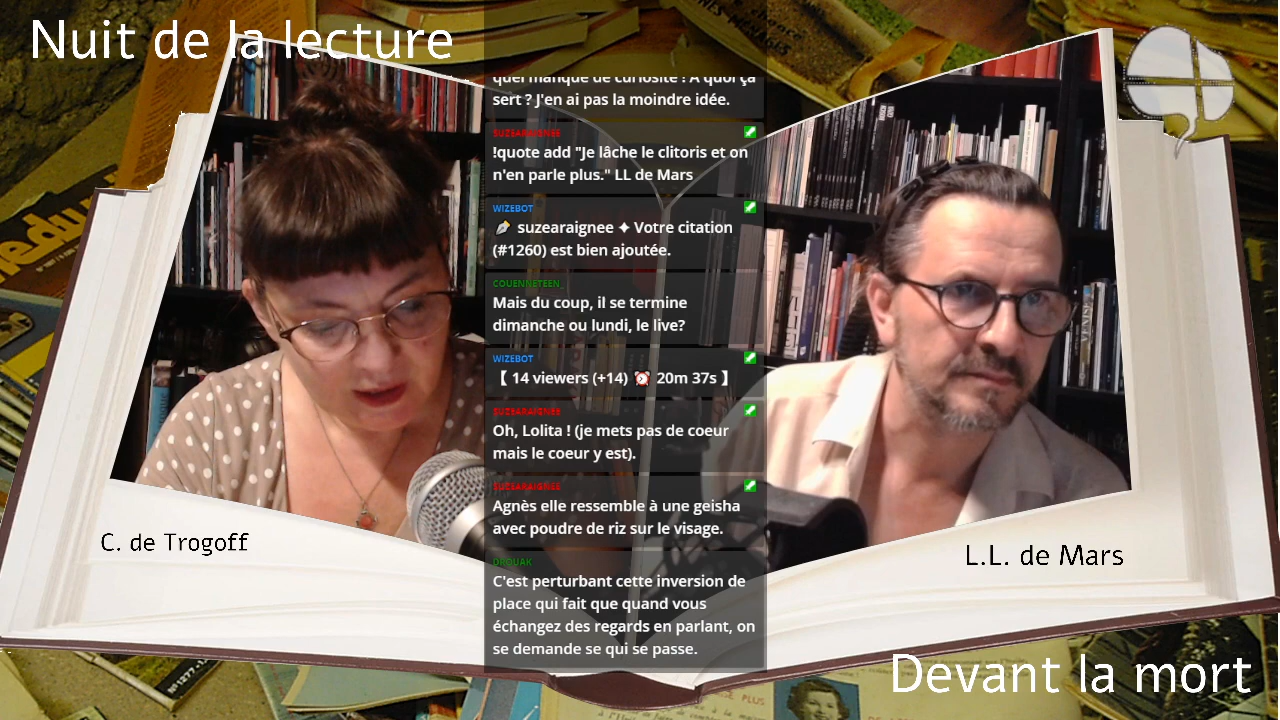 Nuit de la lecture
quel manque de curiosité ! A quoi ça
sert ? J'en ai pas la moindre idée.
SUZEARAIGNEE
!quote add "Je lâche le clitoris et on
n'en parle plus." LL de Mars
WIZEBOT
suzearaignee ✦ Votre citation
(#1260) est bien ajoutée.
COUENNETEEN_
Mais du coup, il se termine
dimanche ou lundi, le live?
WIZEBOT
【 14 viewers (+14) ⏰ 20m 37s 】
SUZEARAIGNEE
Oh, Lolita ! (je mets pas de coeur
mais le coeur y est).
SUZEARAIGNEE
Agnès elle ressemble à une geisha
avec poudre de riz sur le visage.
DROUAK
C'est perturbant cette inversion de
place qui fait que quand vous
échangez des regards en parlant, on
se demande se qui se passe.
C. de Trogoff
L.L. de Mars
Devant la mort